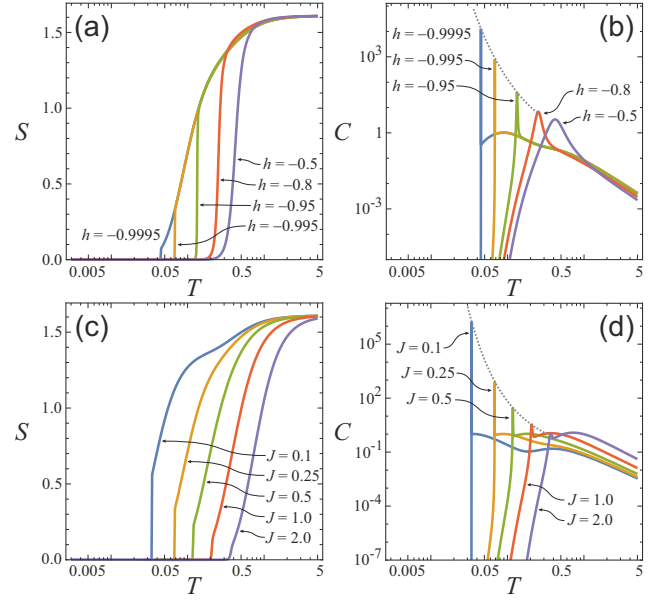 (a)
S
1.5
1.0
0.5
0.0
h = −0.5
h = −0.8
h = −0.95
h = −0.9995
h = −0.995
0.005
0.05
0.5
5
T
(b)
C
10³
1
10⁻³
h = −0.9995
h = −0.995
h = −0.95
h = −0.8
h = −0.5
0.005
0.05
0.5
5
T
(c)
S
1.5
1.0
0.5
0.0
J = 0.1
J = 0.25
J = 0.5
J = 1.0
J = 2.0
0.005
0.05
0.5
5
T
(d)
C
10⁵
10²
10⁻¹
10⁻⁴
10⁻⁷
J = 0.1
J = 0.25
J = 0.5
J = 1.0
J = 2.0
0.005
0.05
0.5
5
T